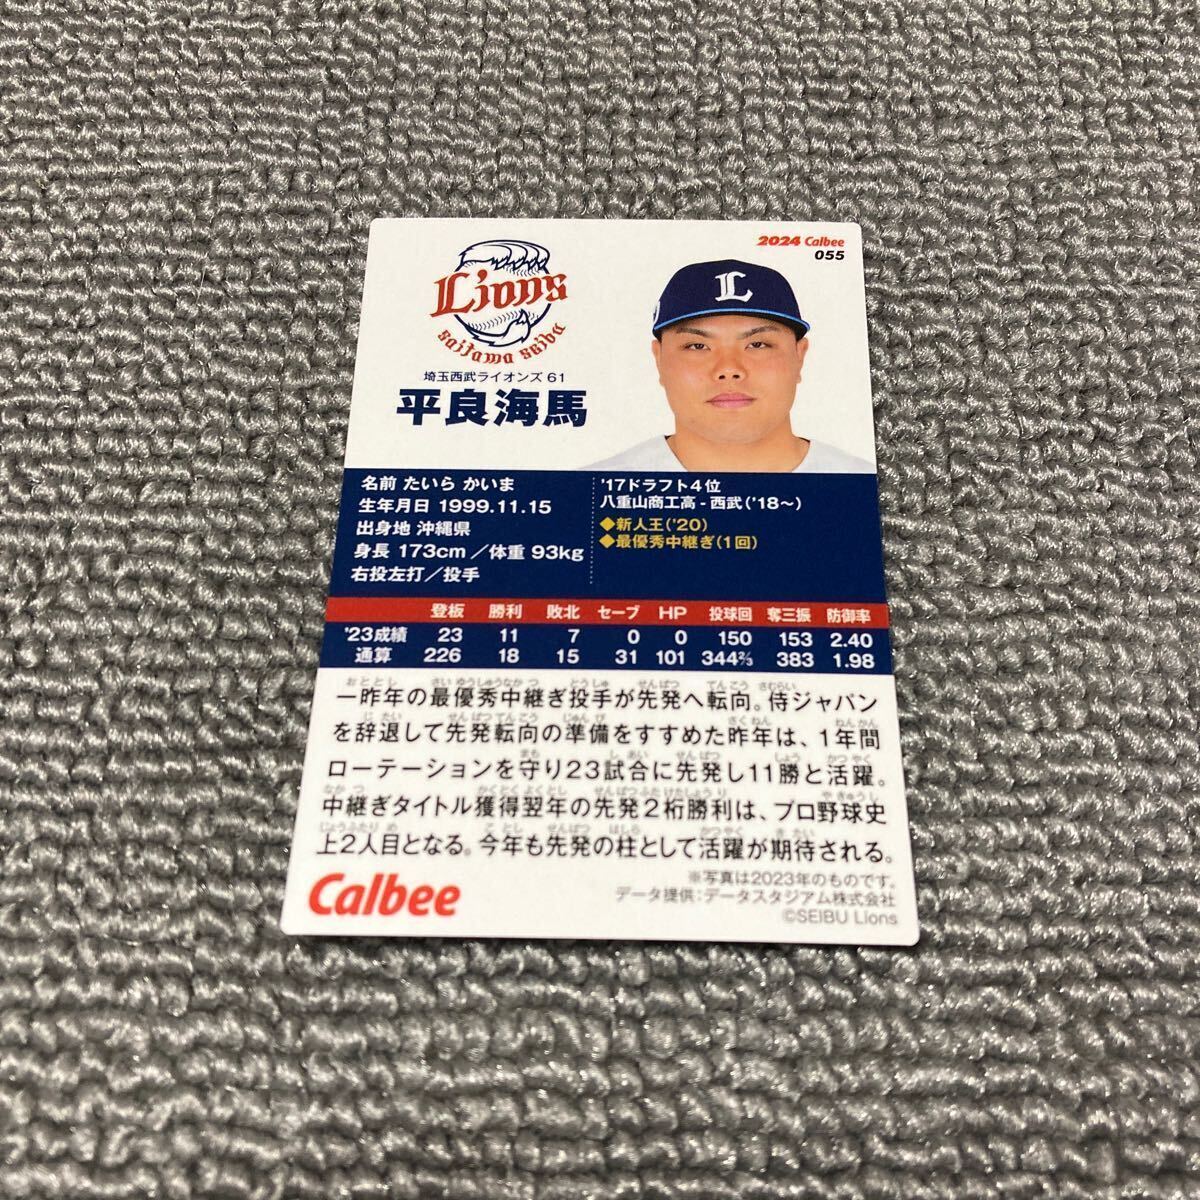 2024 Calbee
055
Lions
saitama seibu
L
埼玉西武ライオンズ 61
平良海馬
名前 たいら かいま
生年月日 1999.11.15
出身地 沖縄県
身長 173cm／体重 93kg
右投左打／投手
'17ドラフト4位
八重山商工高 - 西武('18〜)
◆新人王('20)
◆最優秀中継ぎ(1回)
登板 勝利 敗北 セーブ HP 投球回 奪三振 防御率
'23成績 23 11 7 0 0 150 153 2.40
通算 226 18 15 31 101 344⅔ 383 1.98
一昨年の最優秀中継ぎ投手が先発へ転向。侍ジャパン
を辞退して先発転向の準備をすすめた昨年は、1年間
ローテーションを守り23試合に先発し11勝と活躍。
中継ぎタイトル獲得翌年の先発2桁勝利は、プロ野球史
上2人目となる。今年も先発の柱として活躍が期待される。
※写真は2023年のものです。
データ提供:データスタジアム株式会社
©SEIBU Lions
Calbee